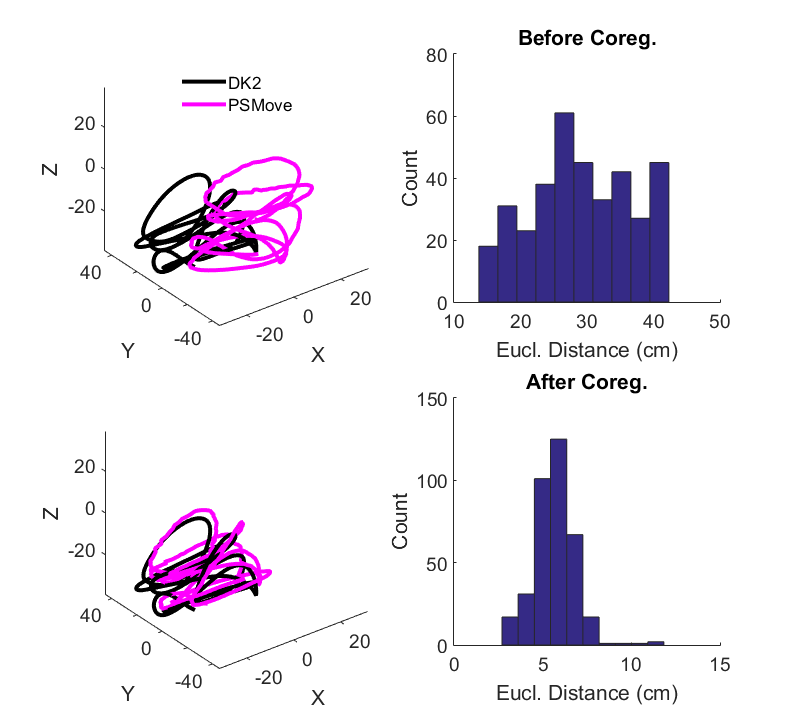 DK2
PSMove
20
0
-20
Z
40
0
-40
Y
-20
0
20
X
Before Coreg.
80
60
40
20
0
Count
10 20 30 40 50
Eucl. Distance (cm)
20
0
-20
Z
40
0
-40
Y
-20
0
20
X
After Coreg.
150
100
50
0
Count
0 5 10 15
Eucl. Distance (cm)